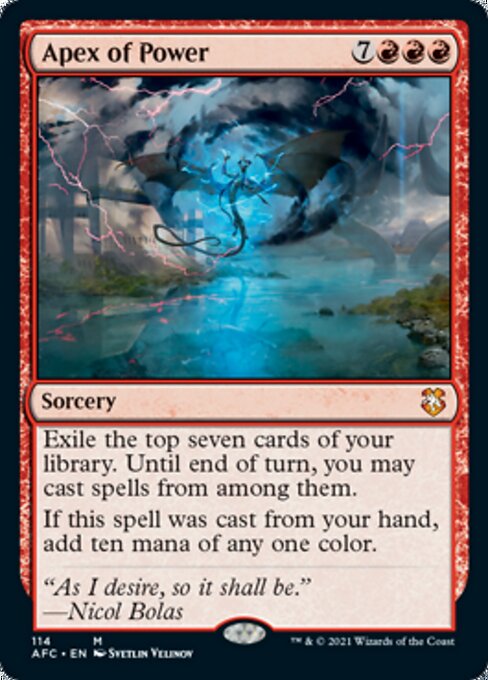 Apex of Power 7
Sorcery
Exile the top seven cards of your
library. Until end of turn, you may
cast spells from among them.
If this spell was cast from your hand,
add ten mana of any one color.
“As I desire, so it shall be.”
—Nicol Bolas
114 M
AFC • EN Svetlin Velinov
™ & © 2021 Wizards of the Coast